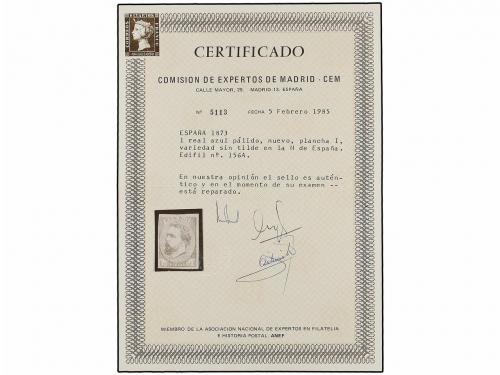 CERTIFICADO
COMISION DE EXPERTOS DE MADRID - CEM
CALLE MAYOR, 29. MADRID-13. ESPAÑA
Nº 5113 FECHA 5 Febrero 1985
ESPAÑA 1873
1 real azul pálido, nuevo, plancha I,
variedad sin tilde en la N de España.
Edifil nº. 156A.
En nuestra opinión el sello es autén-
tico y en el momento de su examen --
está reparado.
MIEMBRO DE LA ASOCIACION NACIONAL DE EXPERTOS EN FILATELIA
E HISTORIA POSTAL ANEF